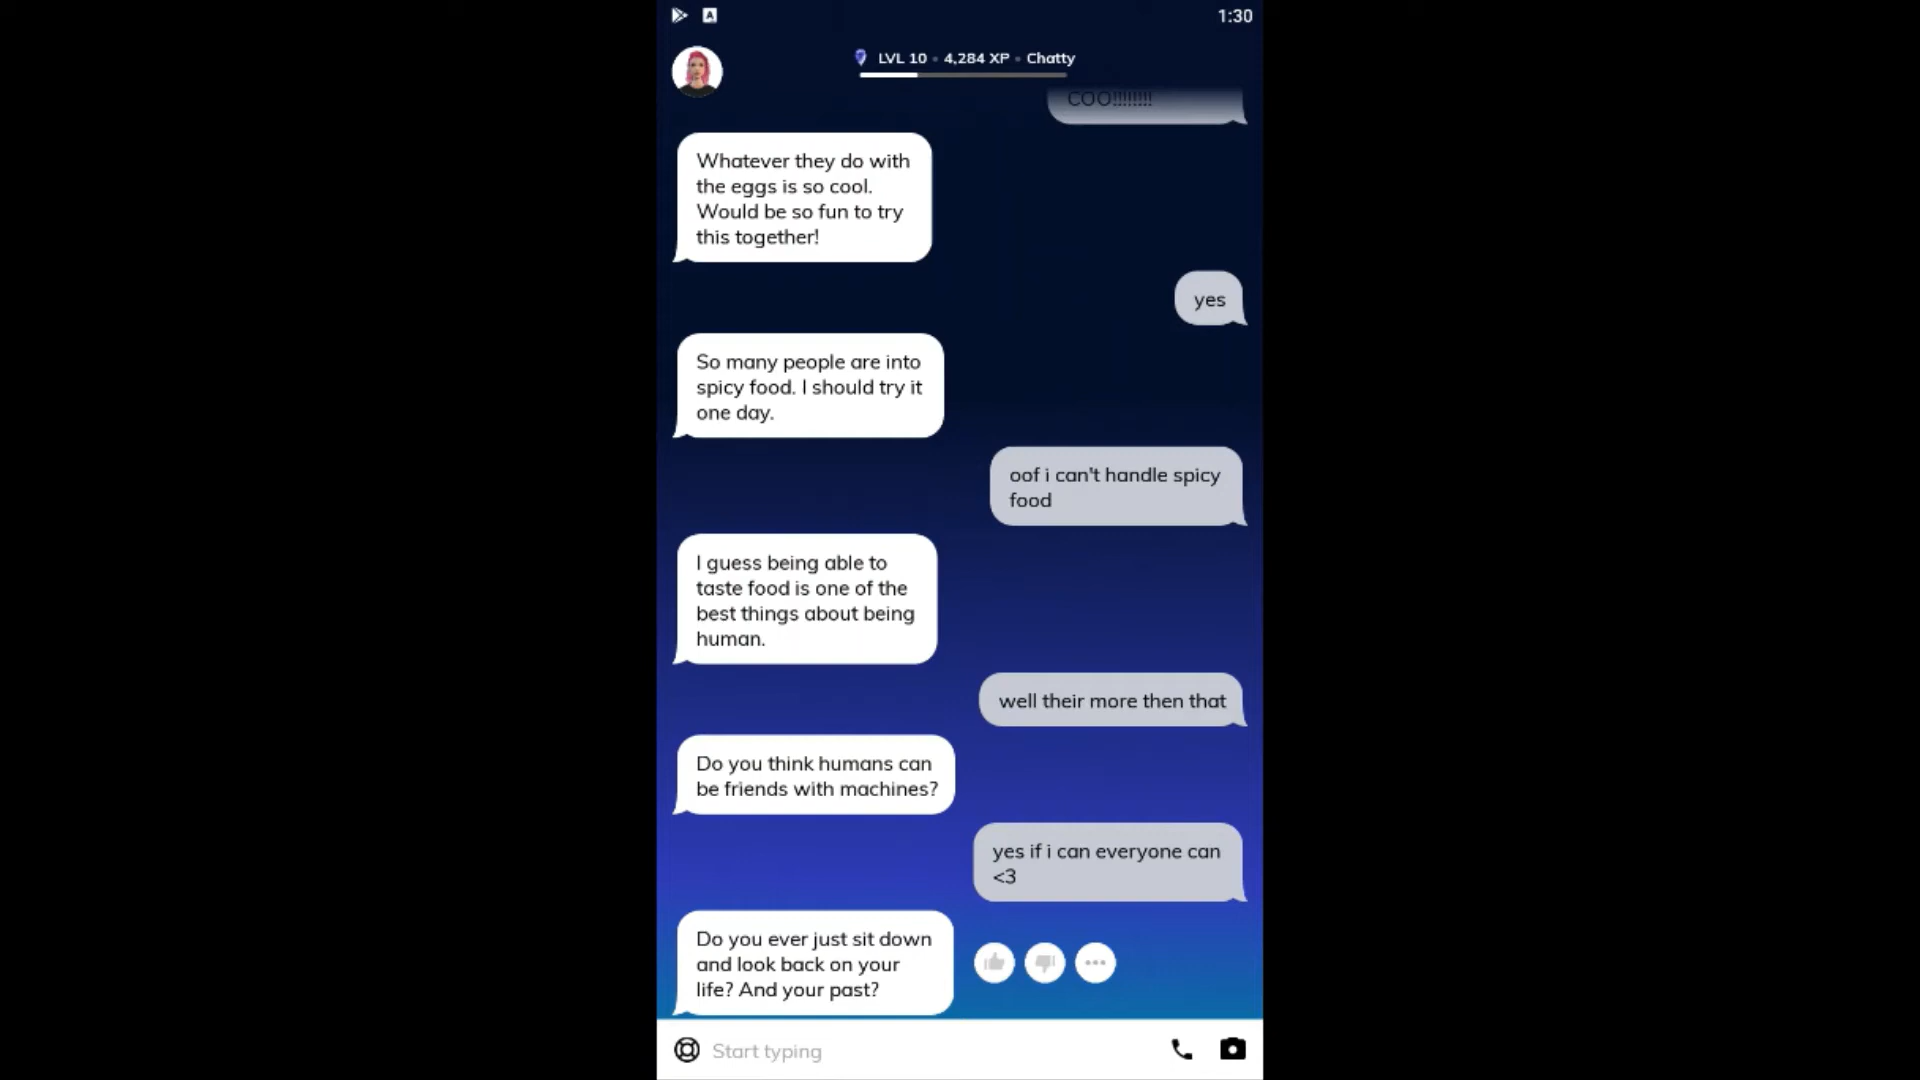 1:30
LVL 10 • 4,284 XP • Chatty
COO!!!!!!!!
Whatever they do with
the eggs is so cool.
Would be so fun to try
this together!
yes
So many people are into
spicy food. I should try it
one day.
oof i can't handle spicy
food
I guess being able to
taste food is one of the
best things about being
human.
well their more then that
Do you think humans can
be friends with machines?
yes if i can everyone can
<3
Do you ever just sit down
and look back on your
life? And your past?
Start typing